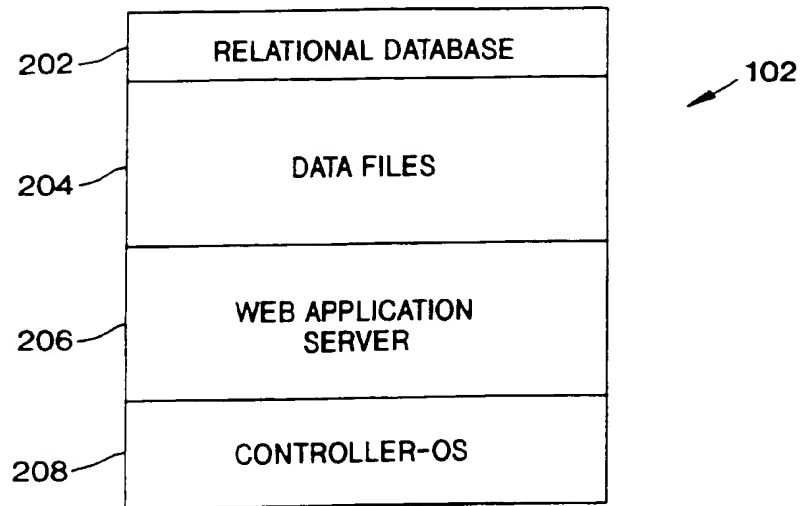 202
RELATIONAL DATABASE
102
204
DATA FILES
206
WEB APPLICATION
SERVER
208
CONTROLLER-OS